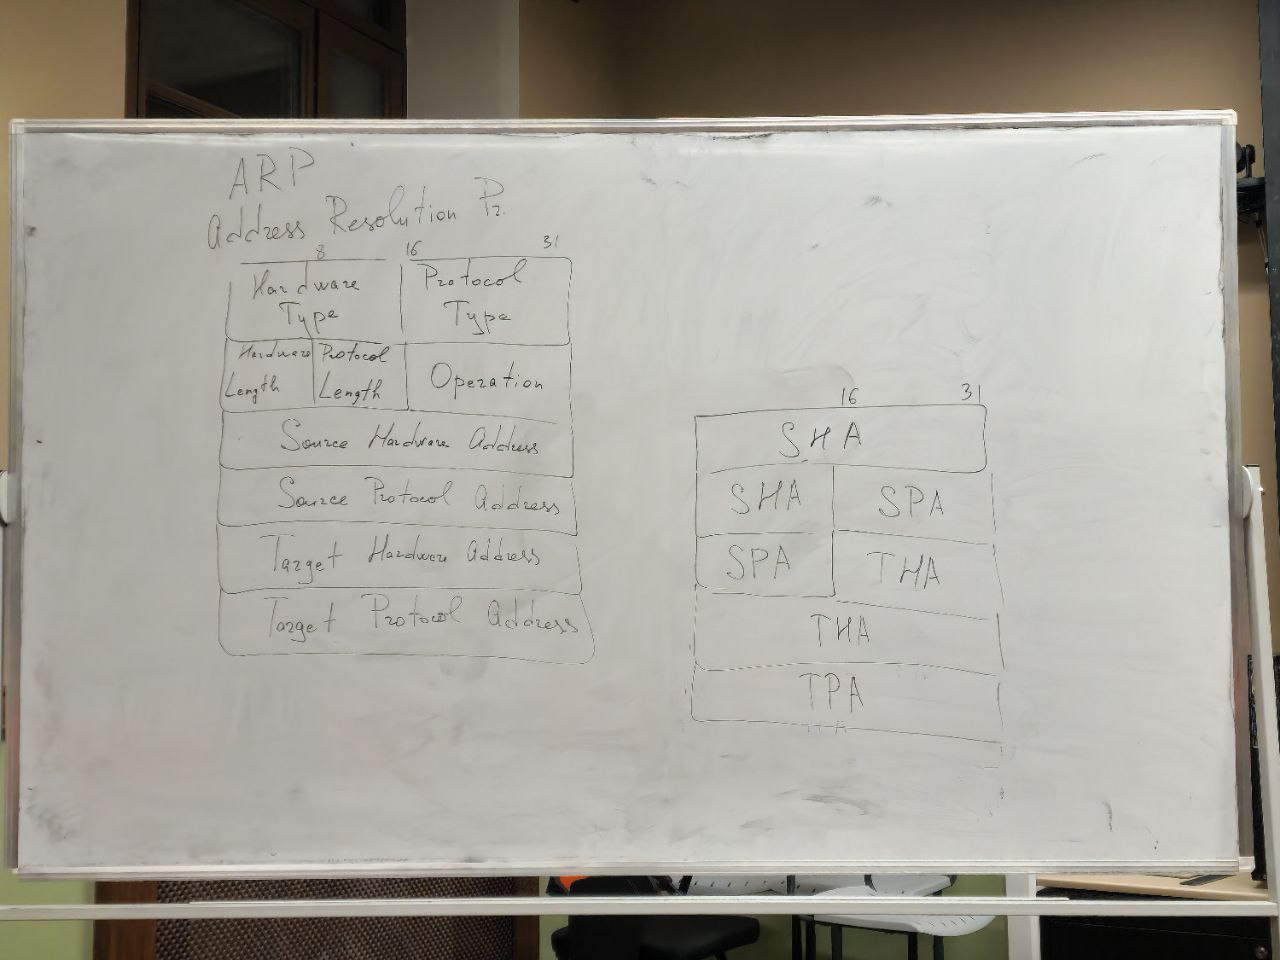 ARP
Address Resolution Pr.
8 16 31
Hardware Type
Protocol Type
Hardware Length
Protocol Length
Operation
Source Hardware Address
Source Protocol Address
Target Hardware Address
Target Protocol Address
16 31
SHA
SHA SPA
SPA THA
THA
TPA